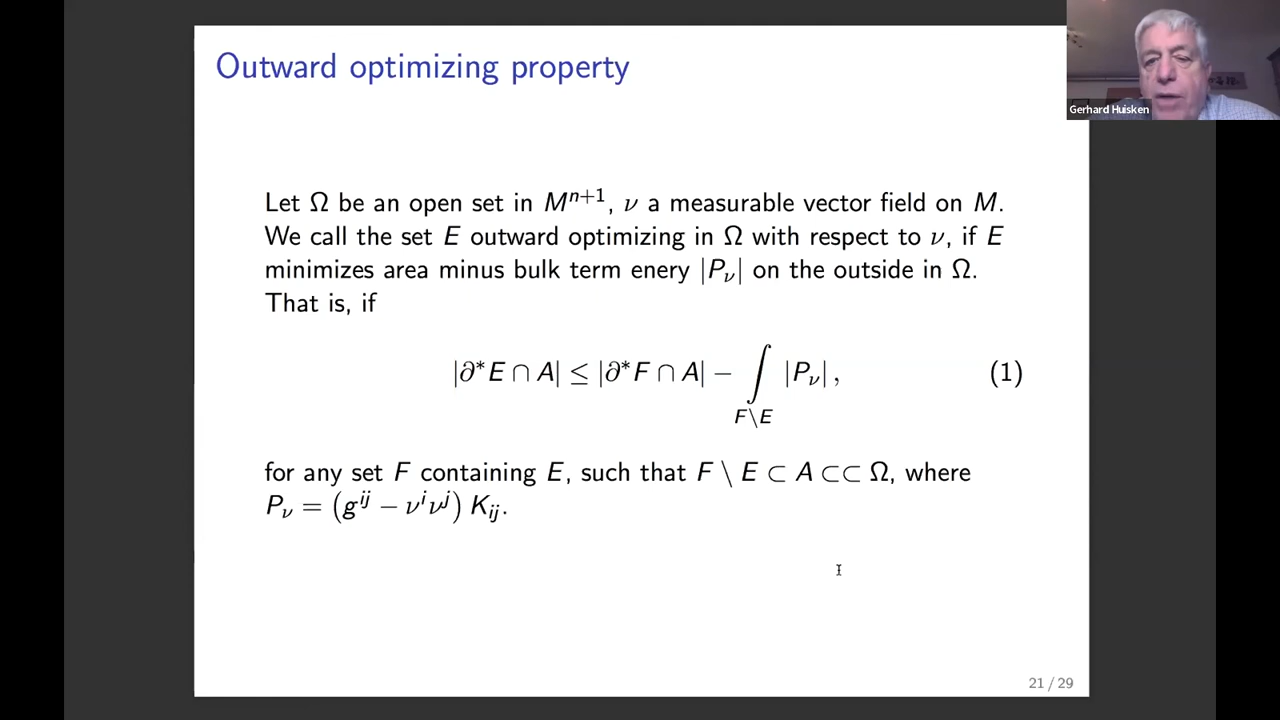 Outward optimizing property
Gerhard Huisken
Let Ω be an open set in Mⁿ⁺¹, ν a measurable vector field on M.
We call the set E outward optimizing in Ω with respect to ν, if E
minimizes area minus bulk term enery |P_ν| on the outside in Ω.
That is, if
|∂*E ∩ A| ≤ |∂*F ∩ A| − ∫_{F\E} |P_ν| , (1)
for any set F containing E, such that F \ E ⊂ A ⊂⊂ Ω, where
P_ν = (g^{ij} − ν^i ν^j) K_{ij}.
21 / 29